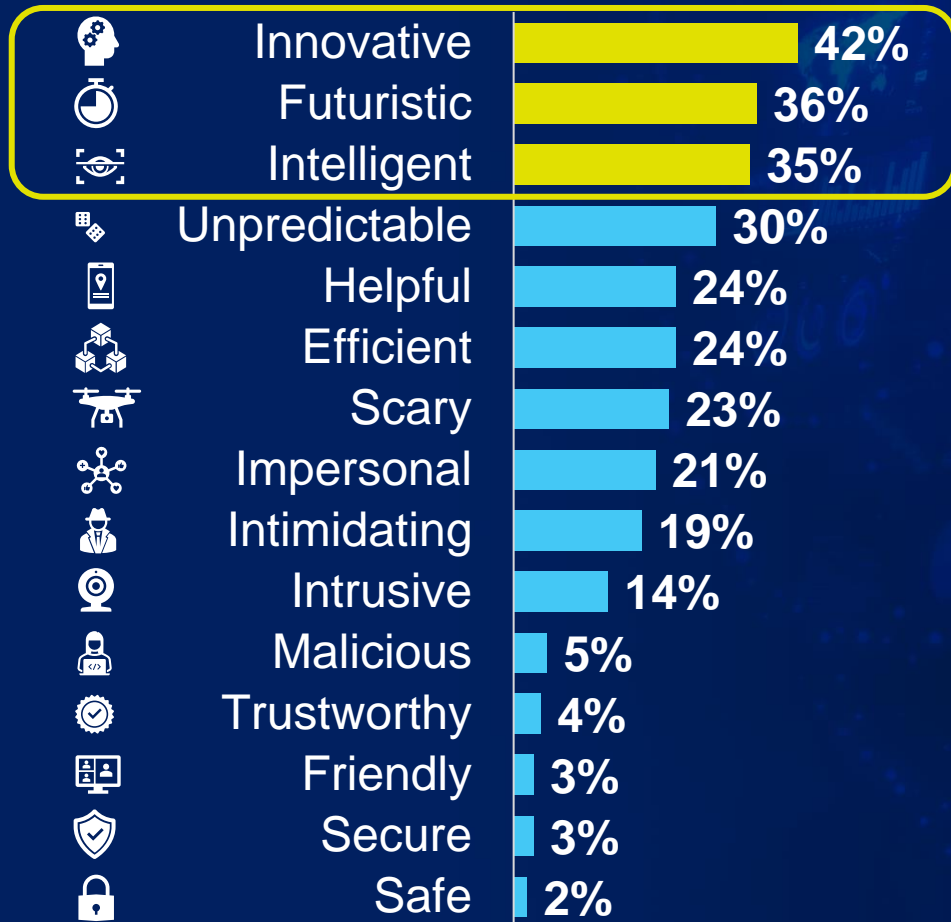 Innovative 42%
Futuristic 36%
Intelligent 35%
Unpredictable 30%
Helpful 24%
Efficient 24%
Scary 23%
Impersonal 21%
Intimidating 19%
Intrusive 14%
Malicious 5%
Trustworthy 4%
Friendly 3%
Secure 3%
Safe 2%